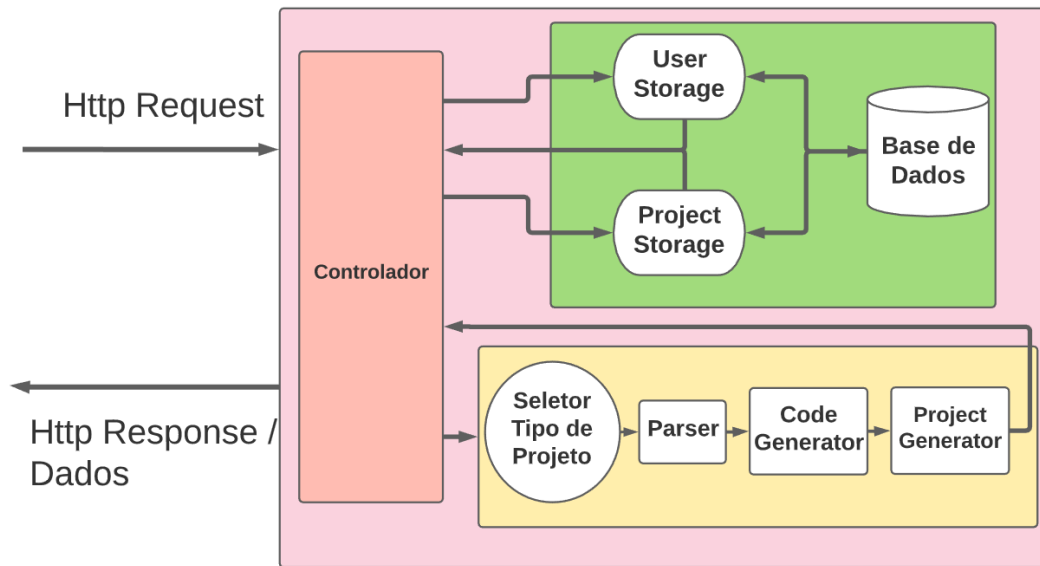 Http Request
Http Response /
Dados
Controlador
User
Storage
Project
Storage
Base de
Dados
Seletor
Tipo de
Projeto
Parser
Code
Generator
Project
Generator